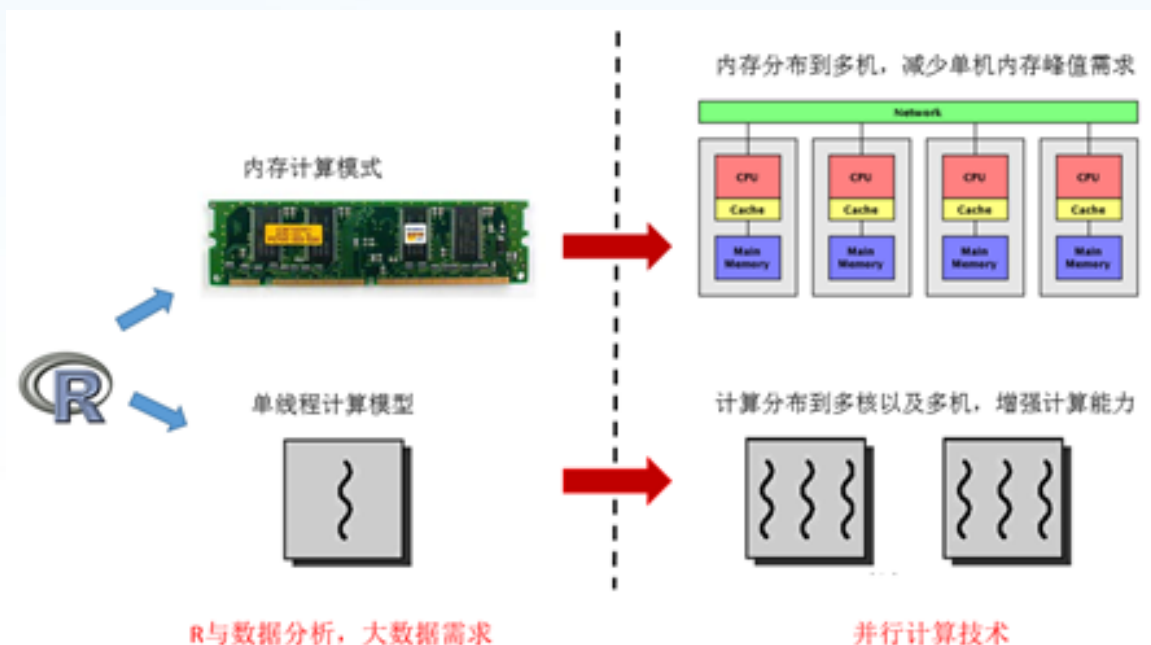 内存分布到多机，减少单机内存峰值需求
Network
内存计算模式
CPU CPU CPU CPU
Cache Cache Cache Cache
Main Memory Main Memory Main Memory Main Memory
R
单线程计算模型
计算分布到多核以及多机，增强计算能力
R与数据分析，大数据需求
并行计算技术